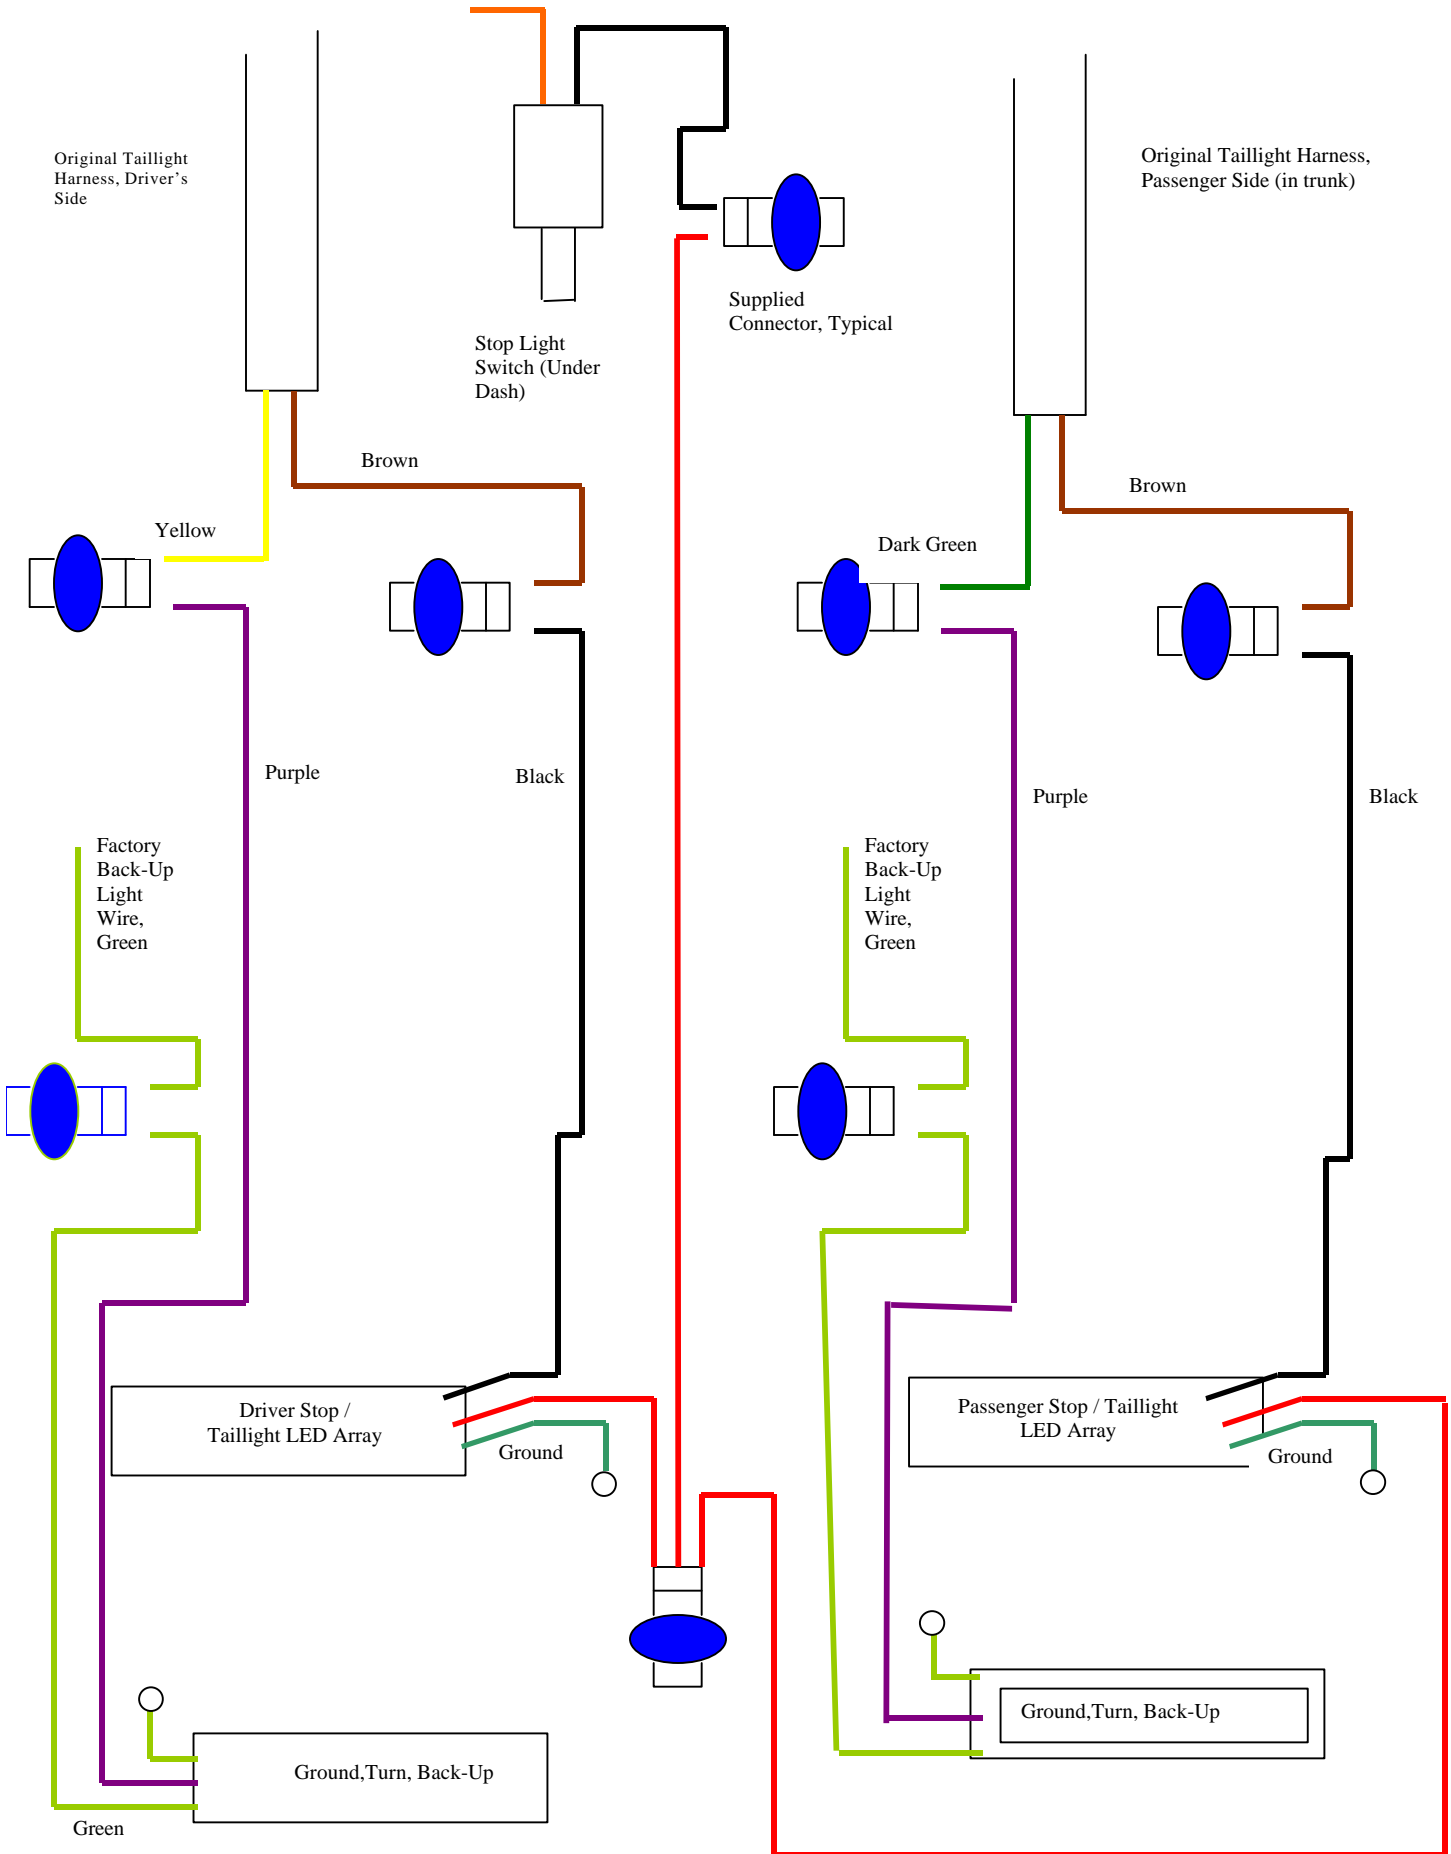 Original Taillight
Harness, Driver's
Side
Original Taillight Harness,
Passenger Side (in trunk)
Supplied
Connector, Typical
Stop Light
Switch (Under
Dash)
Brown
Brown
Yellow
Dark Green
Purple
Black
Purple
Black
Factory
Back-Up
Light
Wire,
Green
Factory
Back-Up
Light
Wire,
Green
Driver Stop /
Taillight LED Array
Ground
Passenger Stop / Taillight
LED Array
Ground
Ground,Turn, Back-Up
Ground,Turn, Back-Up
Green